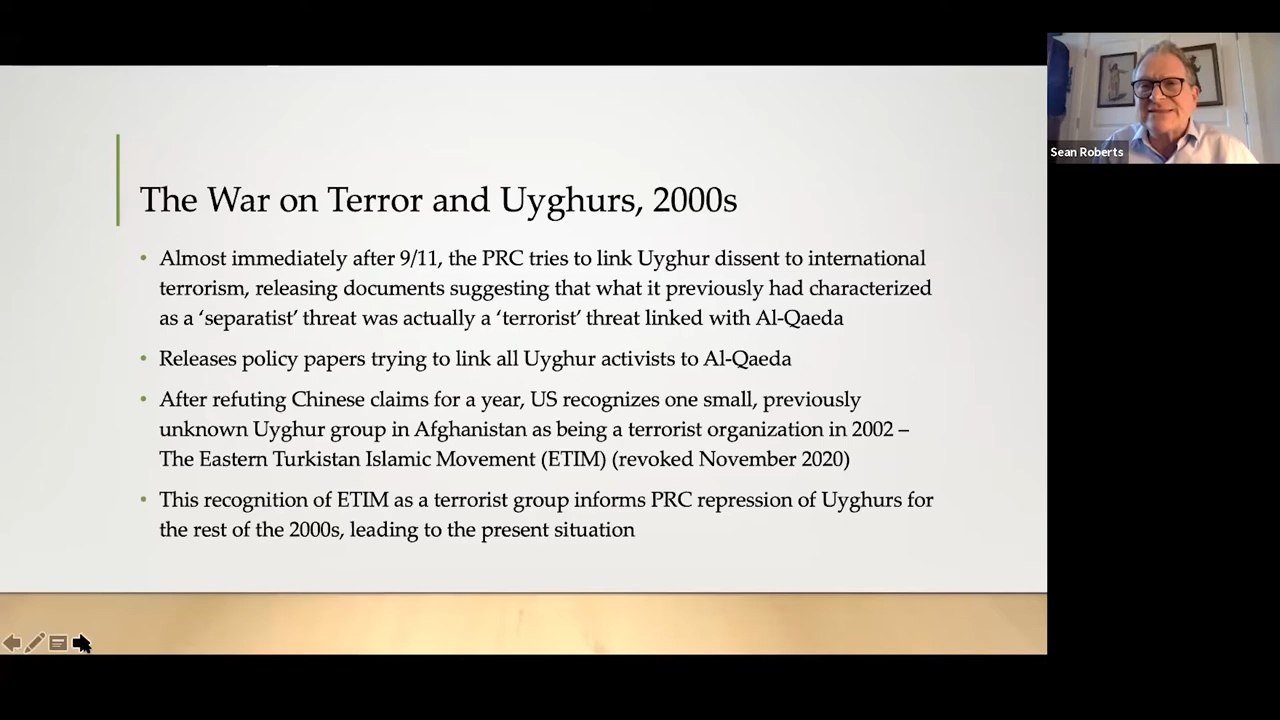 The War on Terror and Uyghurs, 2000s
• Almost immediately after 9/11, the PRC tries to link Uyghur dissent to international
terrorism, releasing documents suggesting that what it previously had characterized
as a ‘separatist’ threat was actually a ‘terrorist’ threat linked with Al-Qaeda
• Releases policy papers trying to link all Uyghur activists to Al-Qaeda
• After refuting Chinese claims for a year, US recognizes one small, previously
unknown Uyghur group in Afghanistan as being a terrorist organization in 2002 –
The Eastern Turkistan Islamic Movement (ETIM) (revoked November 2020)
• This recognition of ETIM as a terrorist group informs PRC repression of Uyghurs for
the rest of the 2000s, leading to the present situation
Sean Roberts